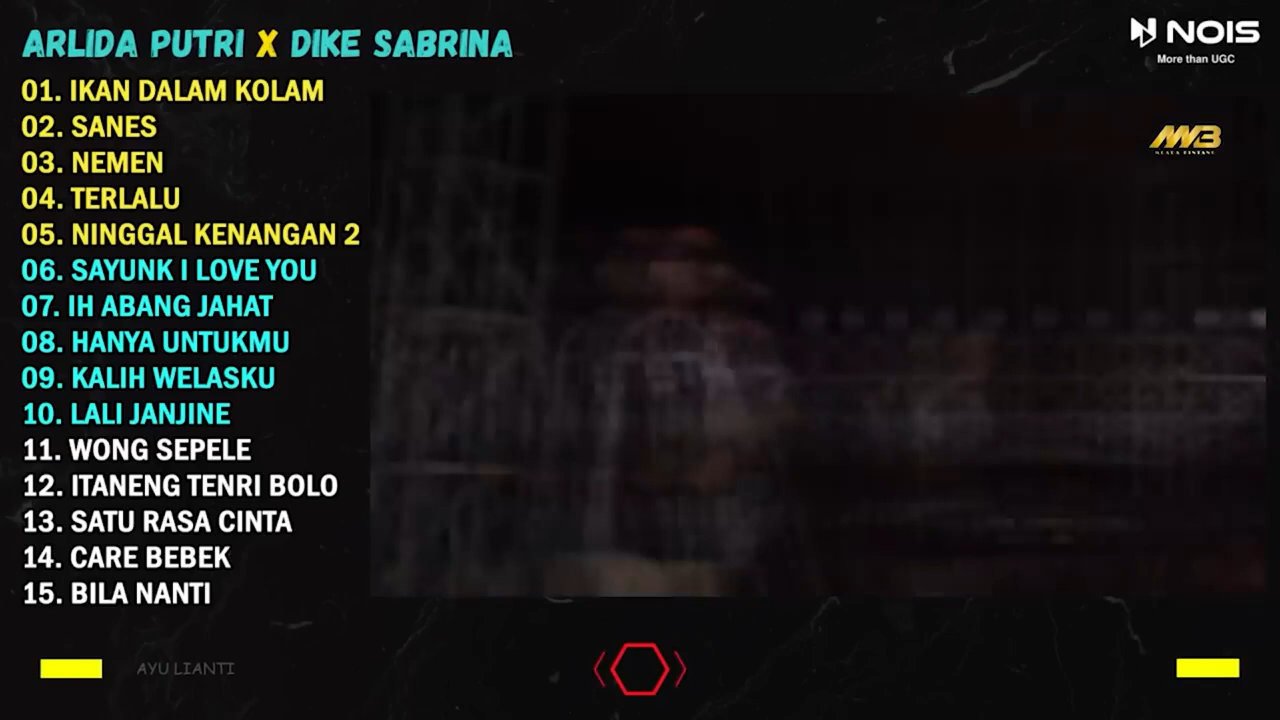 ARLIDA PUTRI X DIKE SABRINA
NOIS
More than UGC
01. IKAN DALAM KOLAM
02. SANES
03. NEMEN
04. TERLALU
05. NINGGAL KENANGAN 2
06. SAYUNK I LOVE YOU
07. IH ABANG JAHAT
08. HANYA UNTUKMU
09. KALIH WELASKU
10. LALI JANJINE
11. WONG SEPELE
12. ITANENG TENRI BOLO
13. SATU RASA CINTA
14. CARE BEBEK
15. BILA NANTI
AYU LIANTI